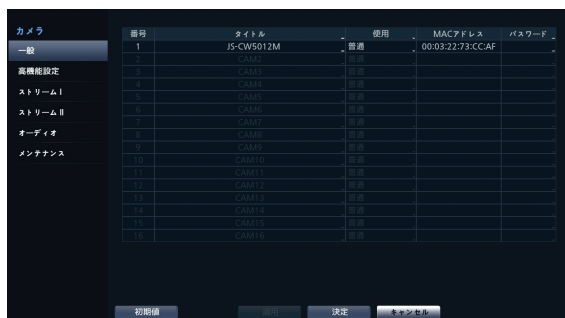 カメラ
一般
高機能設定
ストリーム I
ストリーム II
オーディオ
メンテナンス
番号 タイトル 使用 MACアドレス パスワード
1 JS-CW5012M 普通 00:03:22:73:CC:AF
2 CAM2 普通
3 CAM3 普通
4 CAM4 普通
5 CAM5 普通
6 CAM6 普通
7 CAM7 普通
8 CAM8 普通
9 CAM9 普通
10 CAM10 普通
11 CAM11 普通
12 CAM12 普通
13 CAM13 普通
14 CAM14 普通
15 CAM15 普通
16 CAM16 普通
初期値 決定 キャンセル